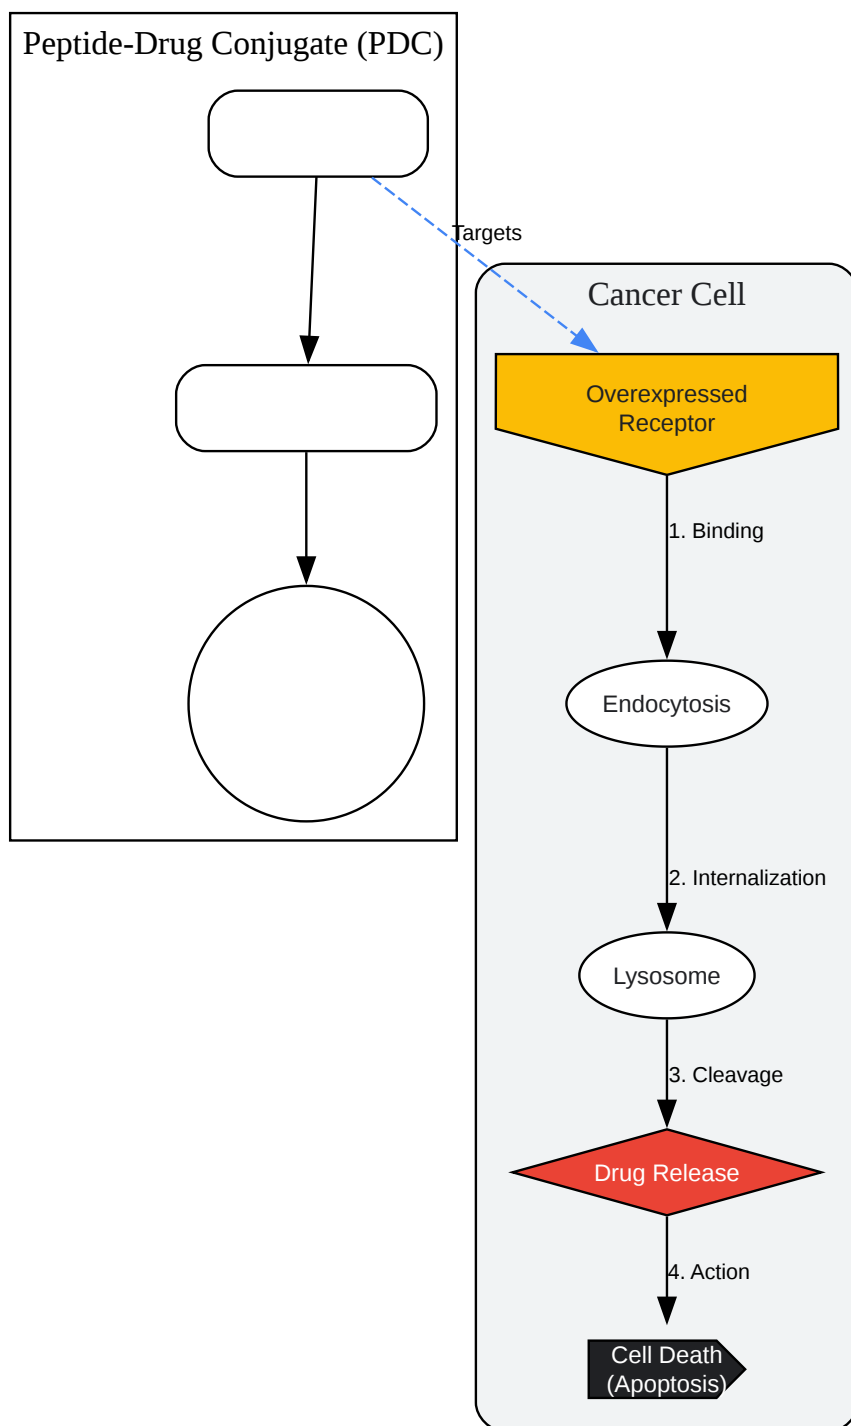 Peptide-Drug Conjugate (PDC)
Targets
Cancer Cell
Overexpressed
Receptor
1. Binding
Endocytosis
2. Internalization
Lysosome
3. Cleavage
Drug Release
4. Action
Cell Death
(Apoptosis)